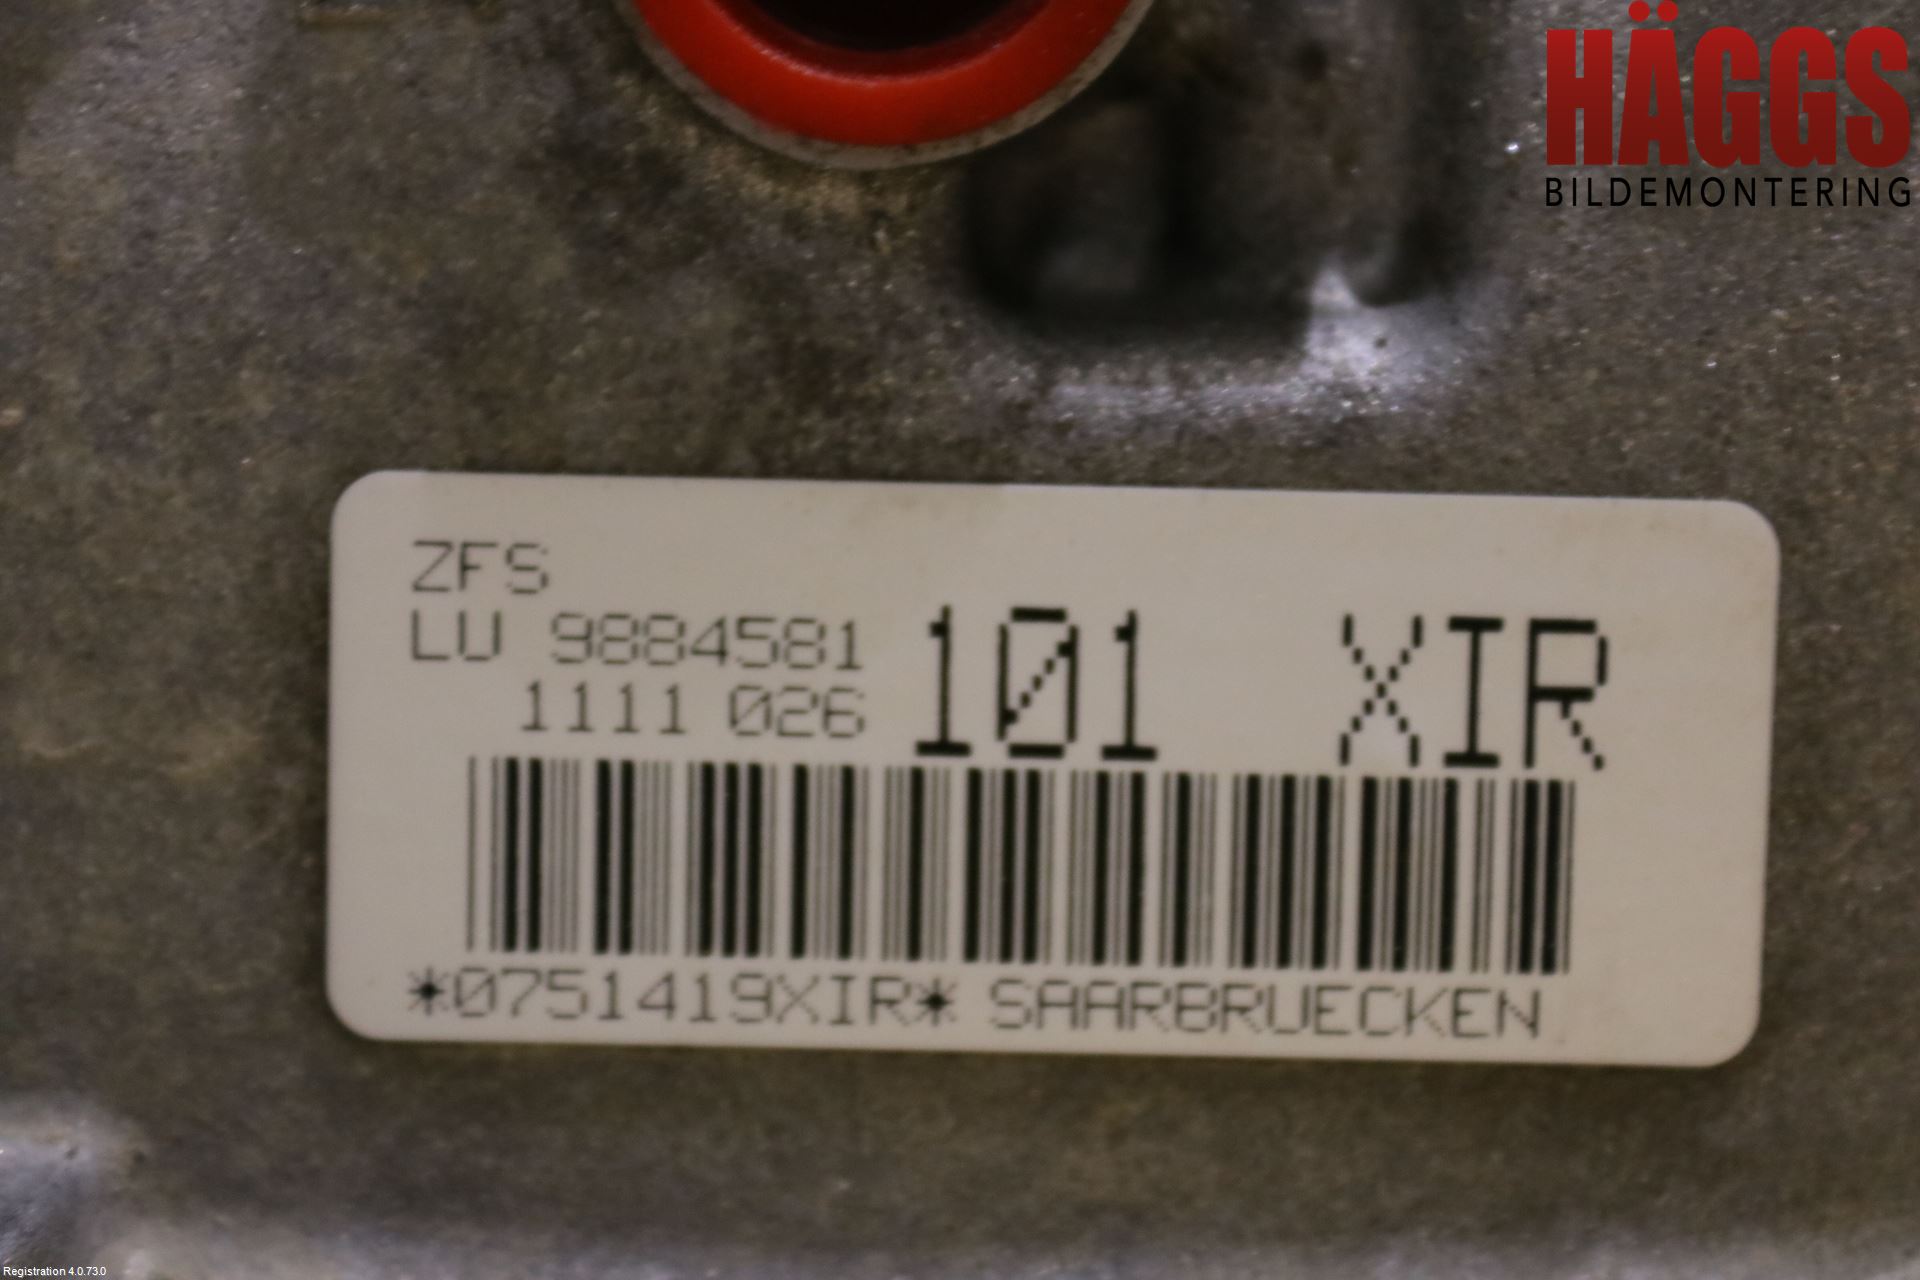 HÄGGS
BILDEMONTERING
ZFS
LU 9884581 101 XIR
1111 026
*0751419XIR* SAARBRUECKEN
Registration 4.0.73.0